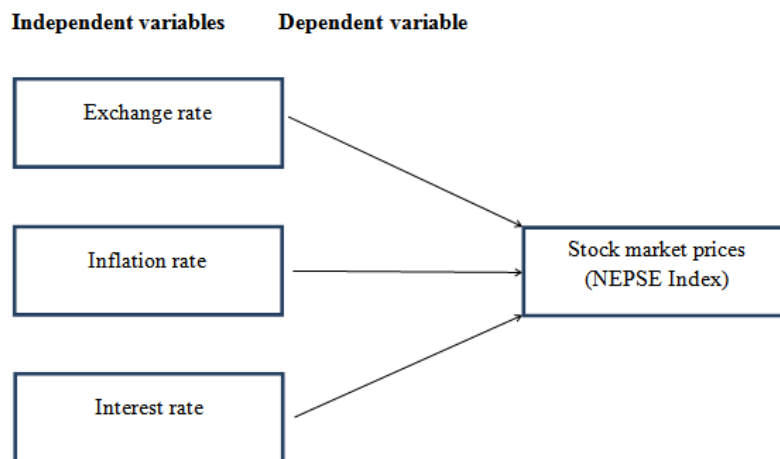 Independent variables
Dependent variable
Exchange rate
Inflation rate
Stock market prices
(NEPSE Index)
Interest rate